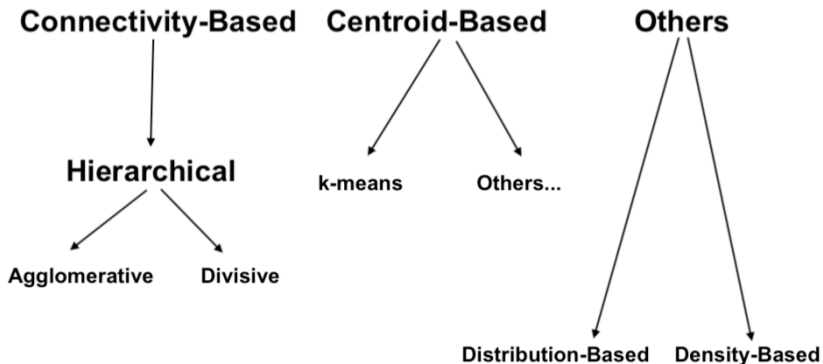 Connectivity-Based Centroid-Based Others
Hierarchical
k-means Others...
Agglomerative Divisive
Distribution-Based Density-Based